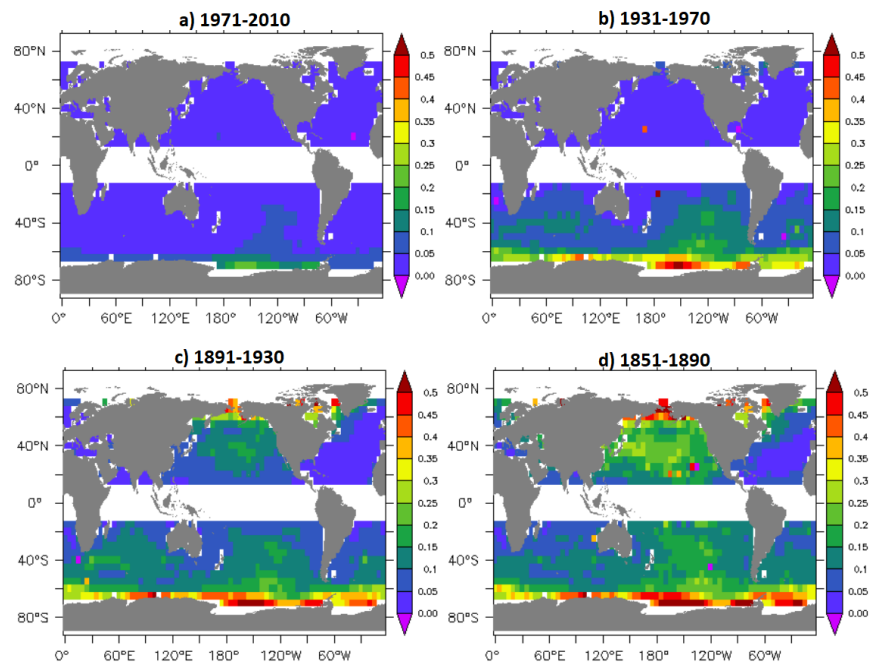 a) 1971-2010
80°N
40°N
0°
40°S
80°S
0°
60°E
180°
120°W
60°W
0.5
0.45
0.4
0.35
0.3
0.25
0.2
0.15
0.1
0.05
0.00
b) 1931-1970
80°N
40°N
0°
40°S
80°S
0°
60°E
180°
120°W
60°W
0.5
0.45
0.4
0.35
0.3
0.25
0.2
0.15
0.1
0.05
0.00
c) 1891-1930
80°N
40°N
0°
40°S
80°S
0°
60°E
180°
120°W
60°W
0.5
0.45
0.4
0.35
0.3
0.25
0.2
0.15
0.1
0.05
0.00
d) 1851-1890
80°N
40°N
0°
40°S
80°S
0°
60°E
180°
120°W
60°W
0.5
0.45
0.4
0.35
0.3
0.25
0.2
0.15
0.1
0.05
0.00